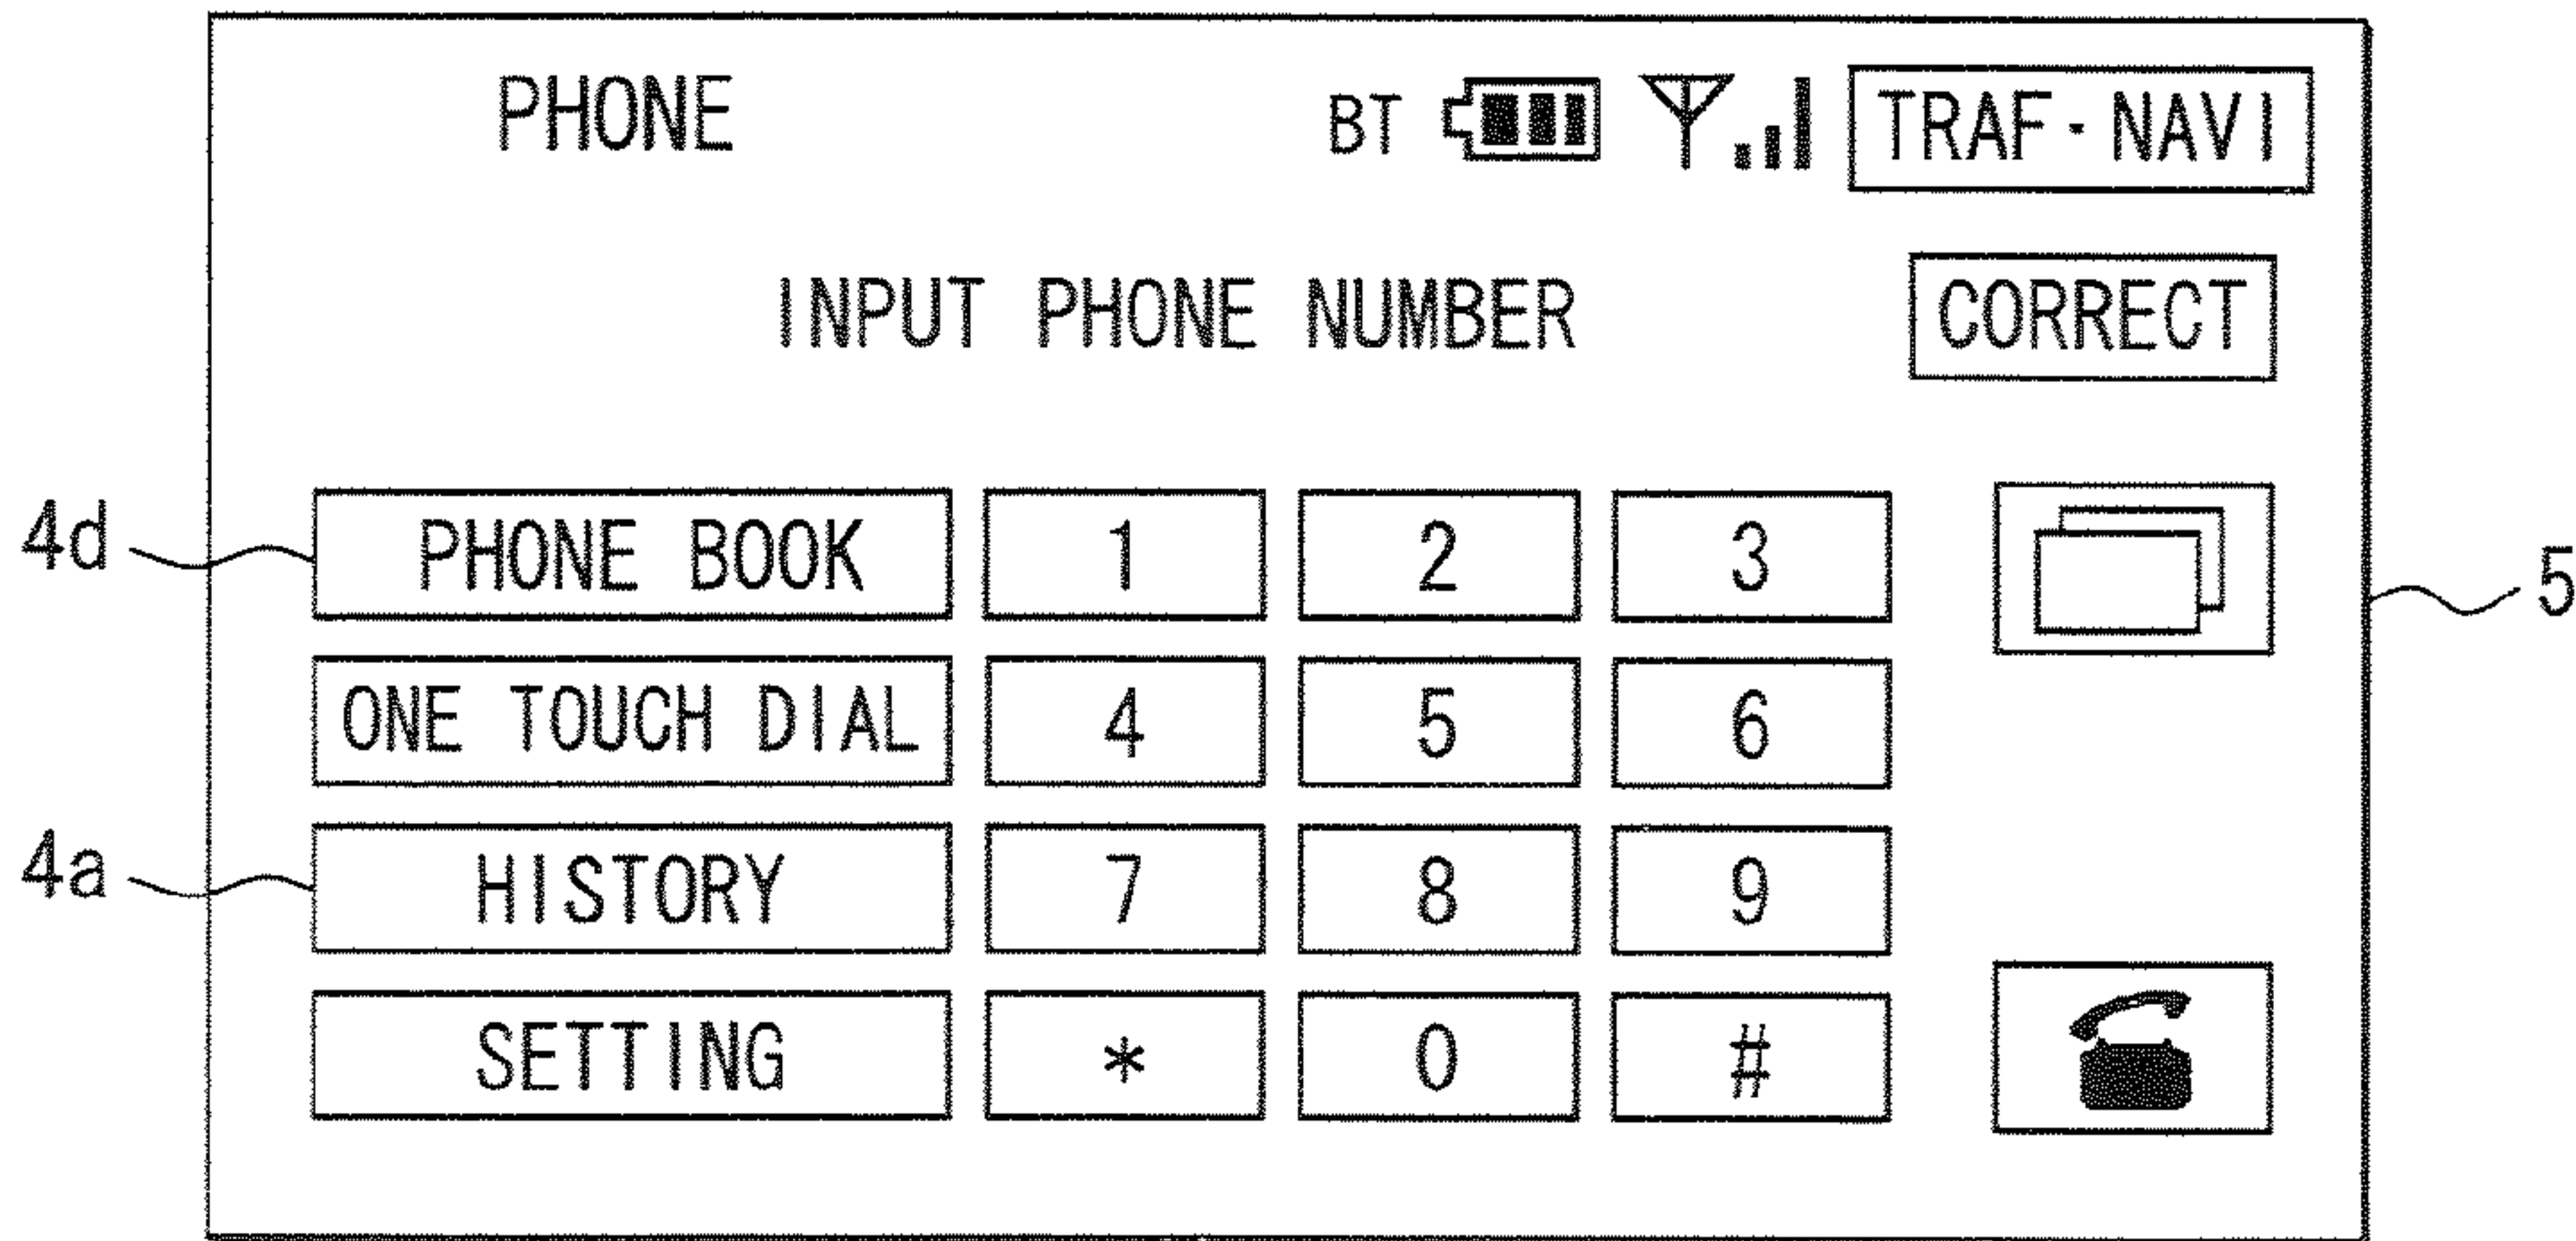 PHONE BT TRAF-NAVI
INPUT PHONE NUMBER CORRECT
4d PHONE BOOK 1 2 3 5
ONE TOUCH DIAL 4 5 6
4a HISTORY 7 8 9
SETTING * 0 #